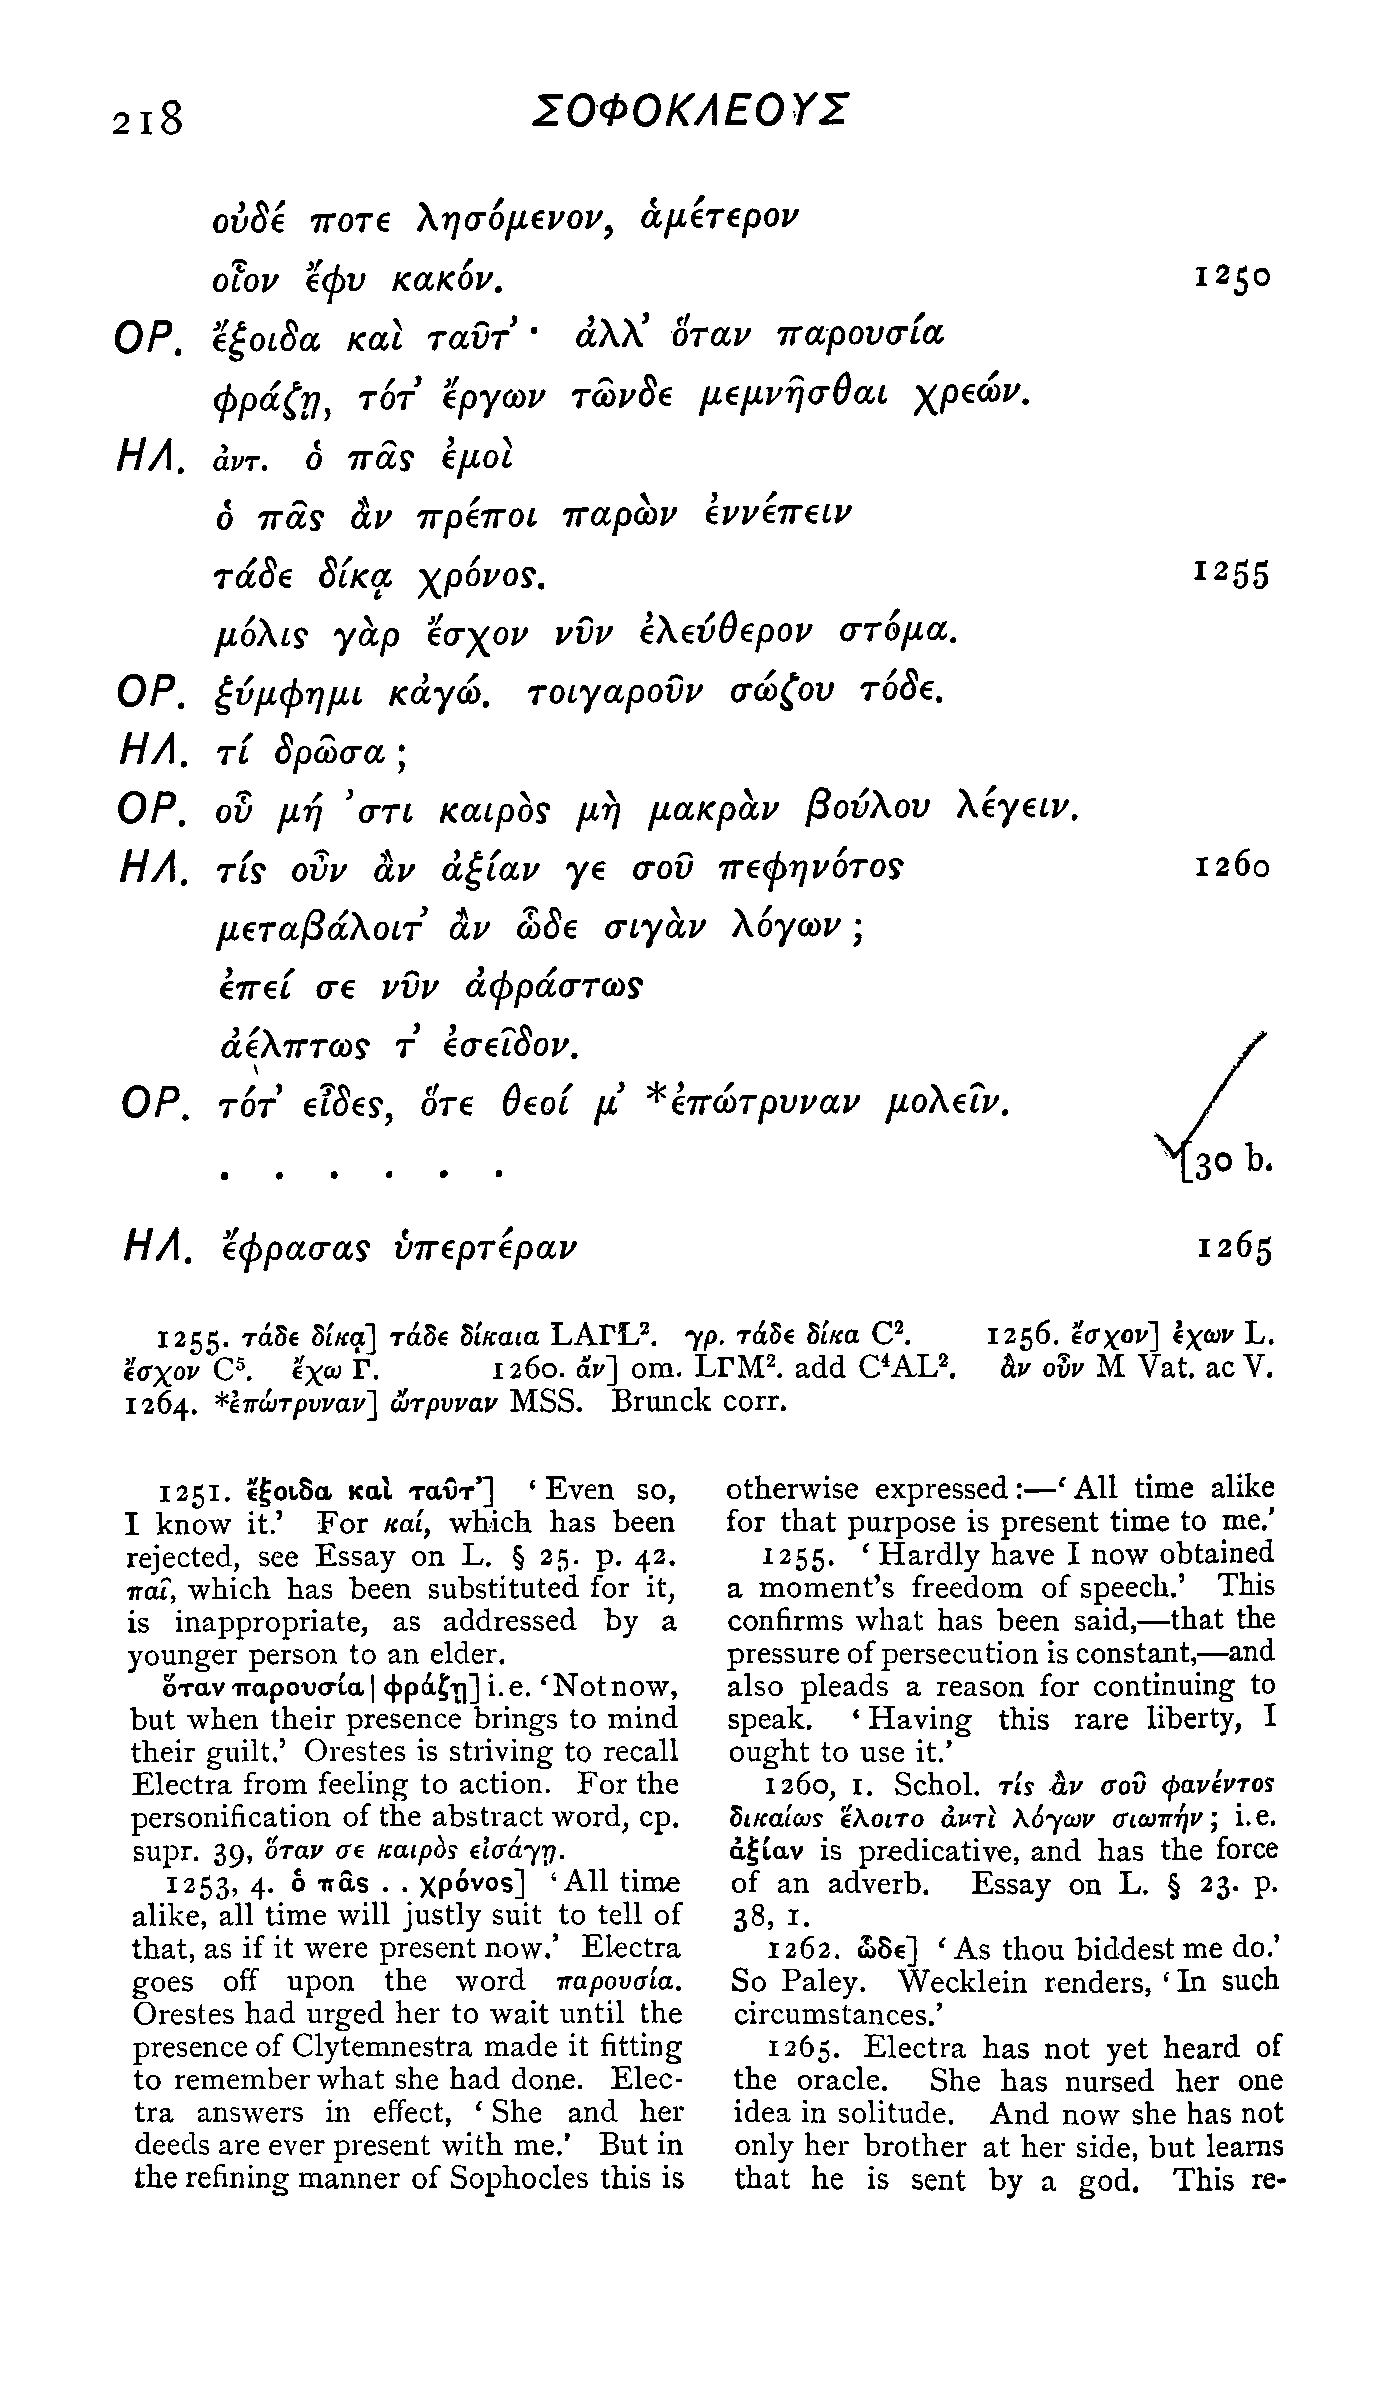 218 ΣΟΦΟΚΛΕΟΥΣ
οὐδέ ποτε λησόμενον, ἁμέτερον
οἷον ἔφυ κακόν. 1250
ΟΡ. ἔξοιδα καὶ ταῦτ’· ἀλλ’ ὅταν παρουσία
φράζῃ, τότ’ ἔργων τῶνδε μεμνῆσθαι χρεών.
ΗΛ. ἀντ. ὁ πᾶς ἐμοὶ
ὁ πᾶς ἂν πρέποι παρὼν ἐννέπειν
τάδε δίκᾳ χρόνος. 1255
μόλις γὰρ ἔσχον νῦν ἐλεύθερον στόμα.
ΟΡ. ξύμφημι κἀγώ. τοιγαροῦν σώζου τόδε.
ΗΛ. τί δρῶσα;
ΟΡ. οὗ μή ’στι καιρὸς μὴ μακρὰν βούλου λέγειν.
ΗΛ. τίς οὖν ἂν ἀξίαν γε σοῦ πεφηνότος 1260
μεταβάλοιτ’ ἂν ὧδε σιγὰν λόγων;
ἐπεί σε νῦν ἀφράστως
ἀέλπτως τ’ ἐσεῖδον.
ΟΡ. τότ’ εἶδες, ὅτε θεοί μ’ *ἐπώτρυναν μολεῖν.
. . . . . . [30 b.
ΗΛ. ἔφρασας ὑπερτέραν 1265
1255. τάδε δίκᾳ] τάδε δίκαια LAΓL². γρ. τάδε δίκα C². 1256. ἔσχον] ἔχων L.
ἔσχον C⁵. ἔχω Γ. 1260. ἄν] om. LΓM². add C⁴AL². ἂν οὖν M Vat. ac V.
1264. *ἐπώτρυναν] ὤτρυναν MSS. Brunck corr.
1251. ἔξοιδα καὶ ταῦτ’] ‘Even so,
I know it.’ For καί, which has been
rejected, see Essay on L. § 25. p. 42.
παῖ, which has been substituted for it,
is inappropriate, as addressed by a
younger person to an elder.
ὅταν παρουσία | φράζῃ] i.e. ‘Not now,
but when their presence brings to mind
their guilt.’ Orestes is striving to recall
Electra from feeling to action. For the
personification of the abstract word, cp.
supr. 39, ὅταν σε καιρὸς εἰσάγῃ.
1253, 4. ὁ πᾶς . . χρόνος] ‘All time
alike, all time will justly suit to tell of
that, as if it were present now.’ Electra
goes off upon the word παρουσία.
Orestes had urged her to wait until the
presence of Clytemnestra made it fitting
to remember what she had done. Elec-
tra answers in effect, ‘She and her
deeds are ever present with me.’ But in
the refining manner of Sophocles this is
otherwise expressed:—‘All time alike
for that purpose is present time to me.’
1255. ‘Hardly have I now obtained
a moment’s freedom of speech.’ This
confirms what has been said,—that the
pressure of persecution is constant,—and
also pleads a reason for continuing to
speak. ‘Having this rare liberty, I
ought to use it.’
1260, 1. Schol. τίς ἂν σοῦ φανέντος
δικαίως ἕλοιτο ἀντὶ λόγων σιωπήν; i.e.
ἀξίαν is predicative, and has the force
of an adverb. Essay on L. § 23. p.
38, 1.
1262. ὧδε] ‘As thou biddest me do.’
So Paley. Wecklein renders, ‘In such
circumstances.’
1265. Electra has not yet heard of
the oracle. She has nursed her one
idea in solitude. And now she has not
only her brother at her side, but learns
that he is sent by a god. This re-